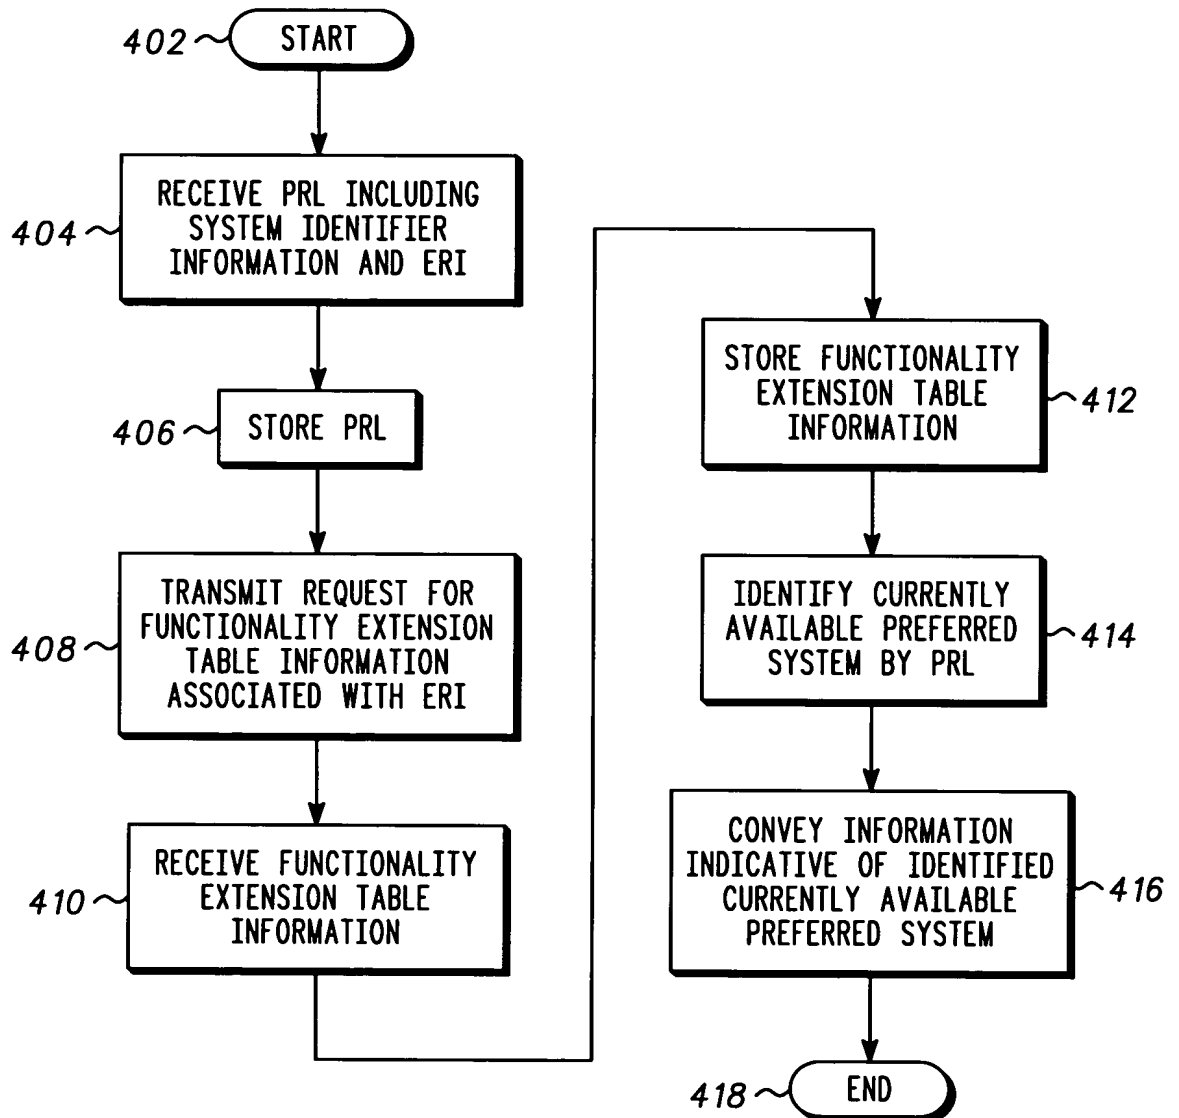 402
START
404
RECEIVE PRL INCLUDING
SYSTEM IDENTIFIER
INFORMATION AND ERI
406
STORE PRL
408
TRANSMIT REQUEST FOR
FUNCTIONALITY EXTENSION
TABLE INFORMATION
ASSOCIATED WITH ERI
410
RECEIVE FUNCTIONALITY
EXTENSION TABLE
INFORMATION
STORE FUNCTIONALITY
EXTENSION TABLE
INFORMATION
412
IDENTIFY CURRENTLY
AVAILABLE PREFERRED
SYSTEM BY PRL
414
CONVEY INFORMATION
INDICATIVE OF IDENTIFIED
CURRENTLY AVAILABLE
PREFERRED SYSTEM
416
418
END